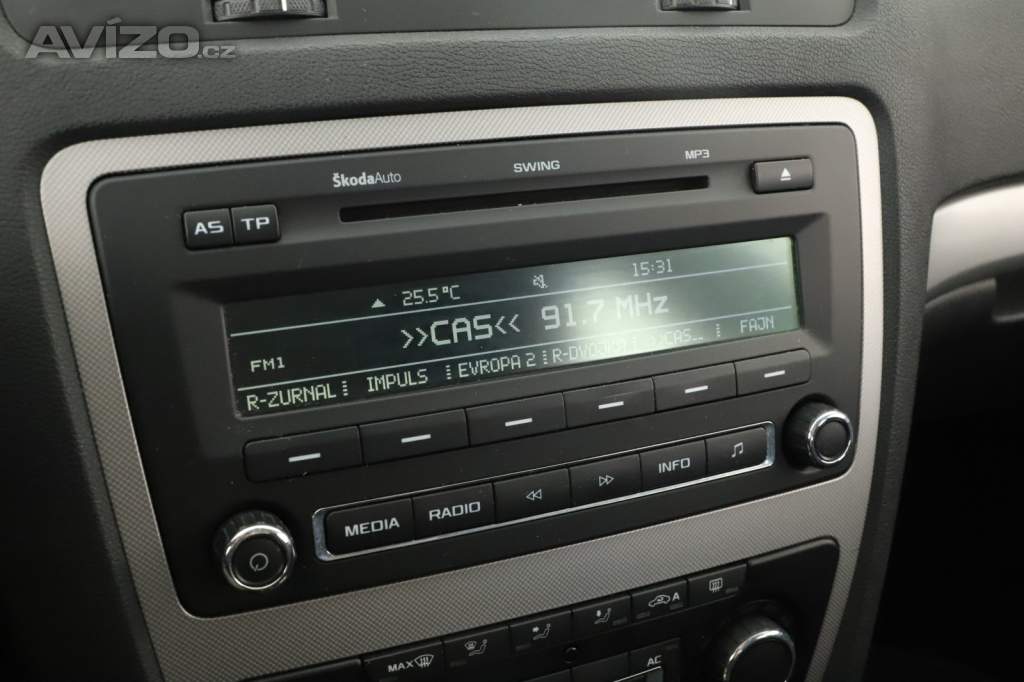 AVÍZO.cz
ŠkodaAuto SWING MP3
AS TP
25.5°C 15:31
>>CAS<< 91.7 MHz
FM1
R-ZURNAL IMPULS EVROPA 2 FAJN
MEDIA RADIO INFO
MAX A
AC